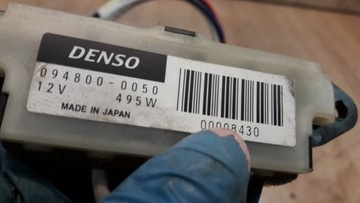 DENSO
094800-0050
12V 495W
MADE IN JAPAN
00008430